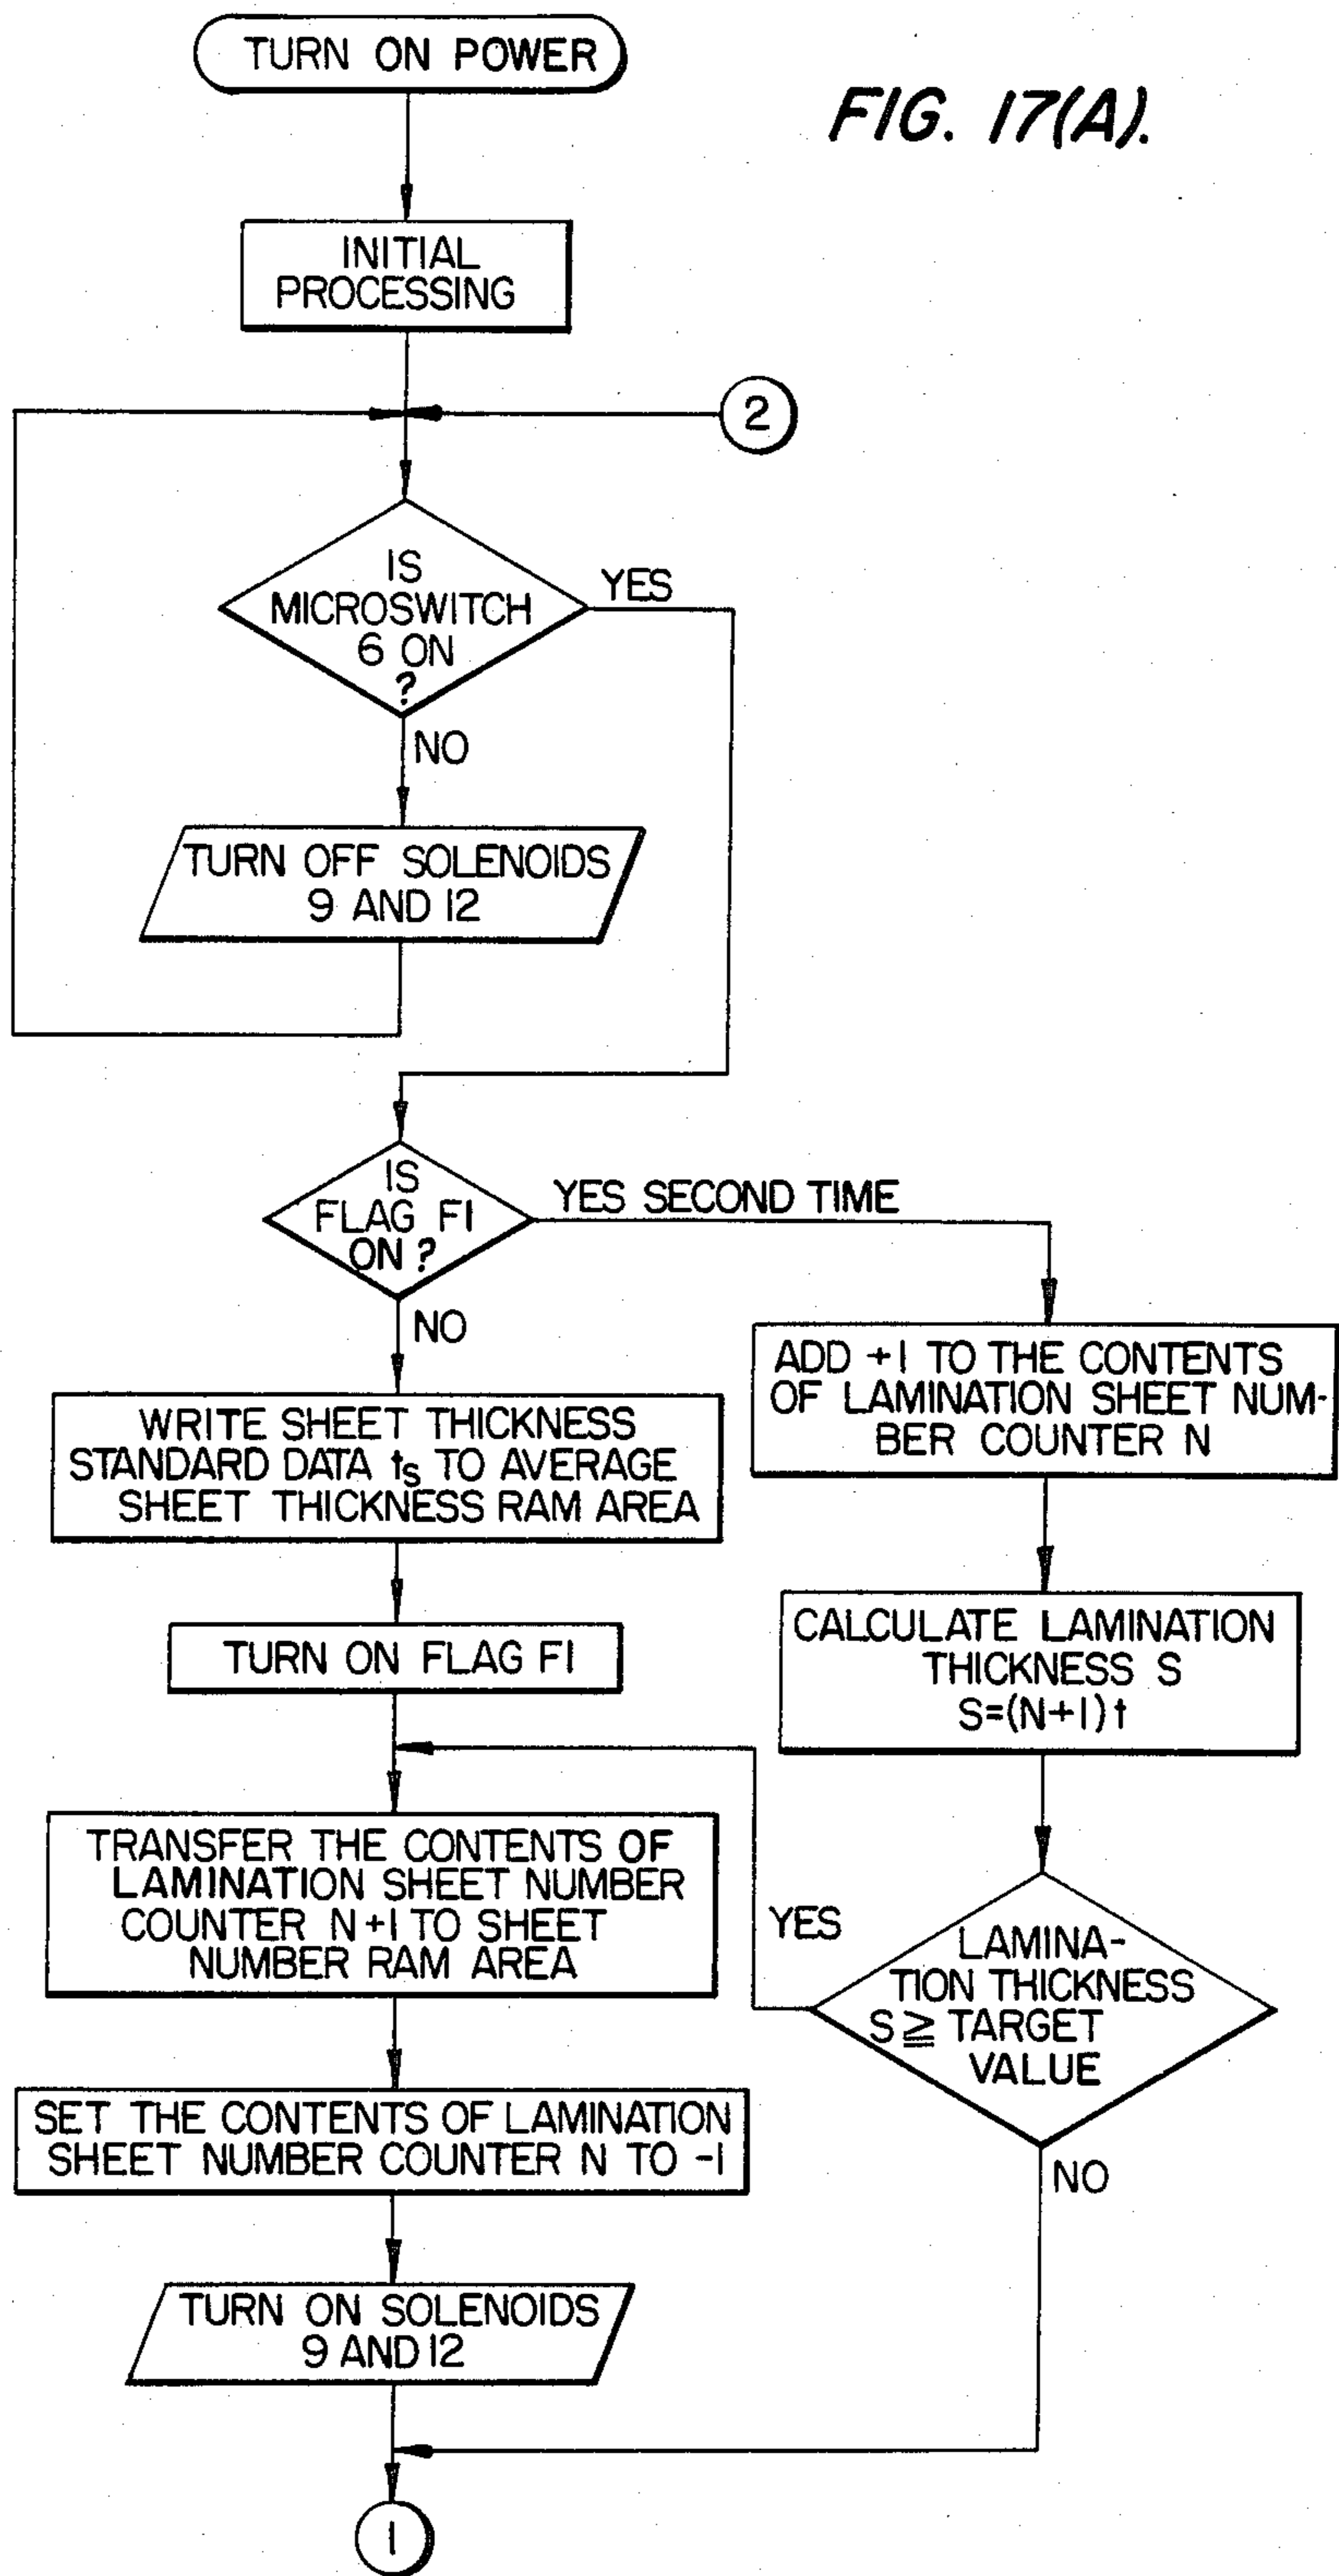 TURN ON POWER
FIG. 17(A).
INITIAL
PROCESSING
2
IS
MICROSWITCH
6 ON
?
YES
NO
TURN OFF SOLENOIDS
9 AND 12
IS
FLAG F1
ON ?
YES SECOND TIME
NO
ADD +1 TO THE CONTENTS
OF LAMINATION SHEET NUM-
BER COUNTER N
WRITE SHEET THICKNESS
STANDARD DATA ts TO AVERAGE
SHEET THICKNESS RAM AREA
CALCULATE LAMINATION
THICKNESS S
S=(N+1)t
TURN ON FLAG F1
TRANSFER THE CONTENTS OF
LAMINATION SHEET NUMBER
COUNTER N+1 TO SHEET
NUMBER RAM AREA
YES
LAMINA-
TION THICKNESS
S ≧ TARGET
VALUE
NO
SET THE CONTENTS OF LAMINATION
SHEET NUMBER COUNTER N TO -1
TURN ON SOLENOIDS
9 AND 12
1